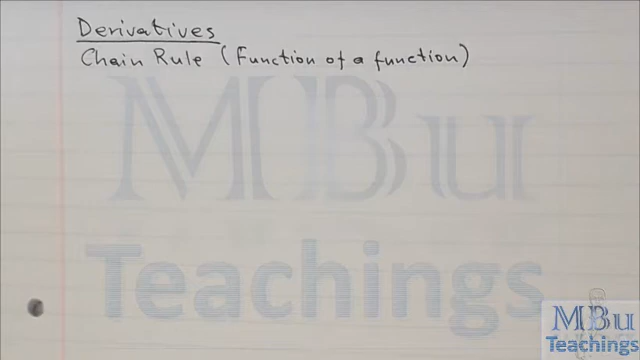 Derivatives
Chain Rule (Function of a function)
MBu
Teachings
MBu
Teachings